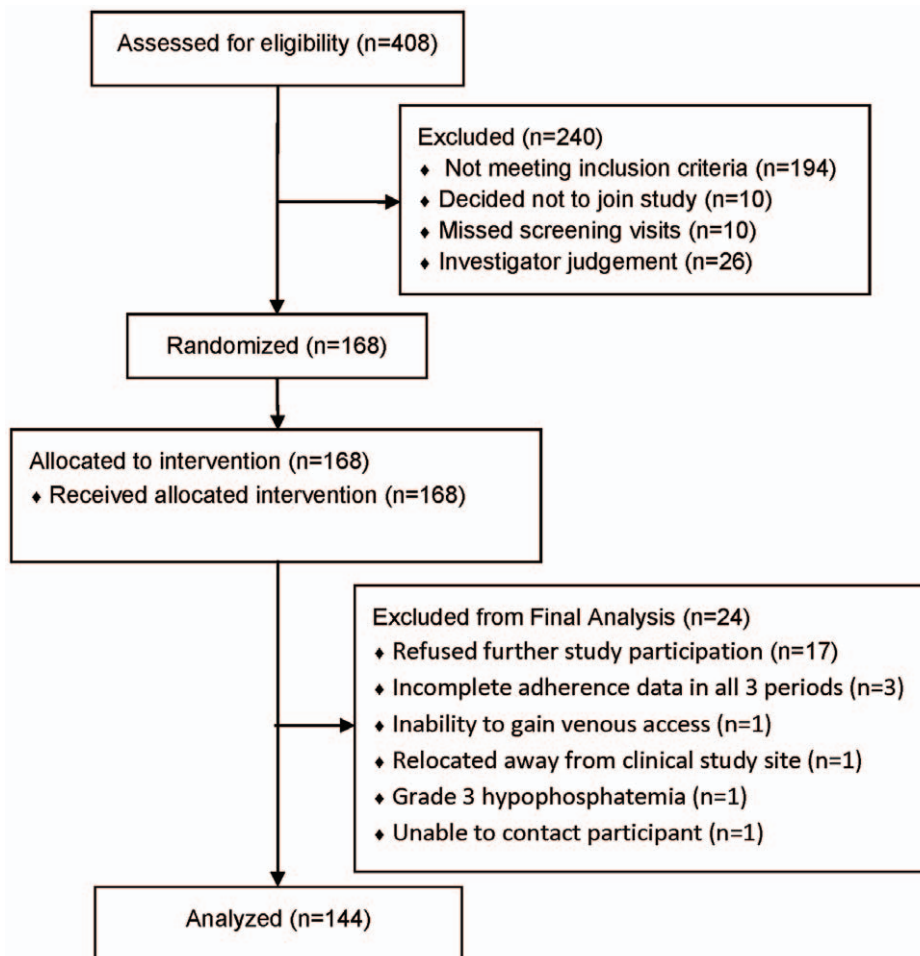 Assessed for eligibility (n=408)
Excluded (n=240)
♦ Not meeting inclusion criteria (n=194)
♦ Decided not to join study (n=10)
♦ Missed screening visits (n=10)
♦ Investigator judgement (n=26)
Randomized (n=168)
Allocated to intervention (n=168)
♦ Received allocated intervention (n=168)
Excluded from Final Analysis (n=24)
♦ Refused further study participation (n=17)
♦ Incomplete adherence data in all 3 periods (n=3)
♦ Inability to gain venous access (n=1)
♦ Relocated away from clinical study site (n=1)
♦ Grade 3 hypophosphatemia (n=1)
♦ Unable to contact participant (n=1)
Analyzed (n=144)